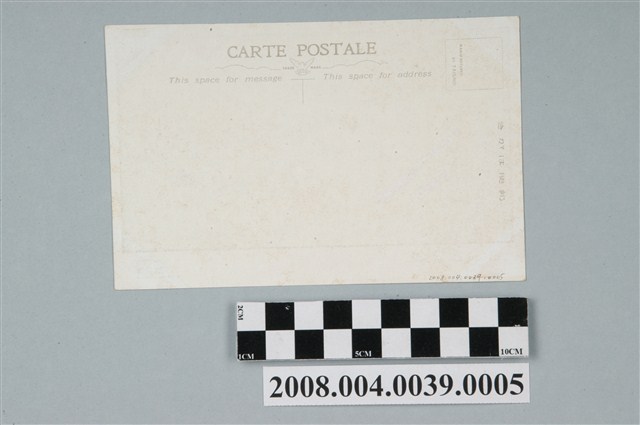 CARTE POSTALE
This space for message
This space for address
2CM
1CM
5CM
10CM
2008.004.0039.0005